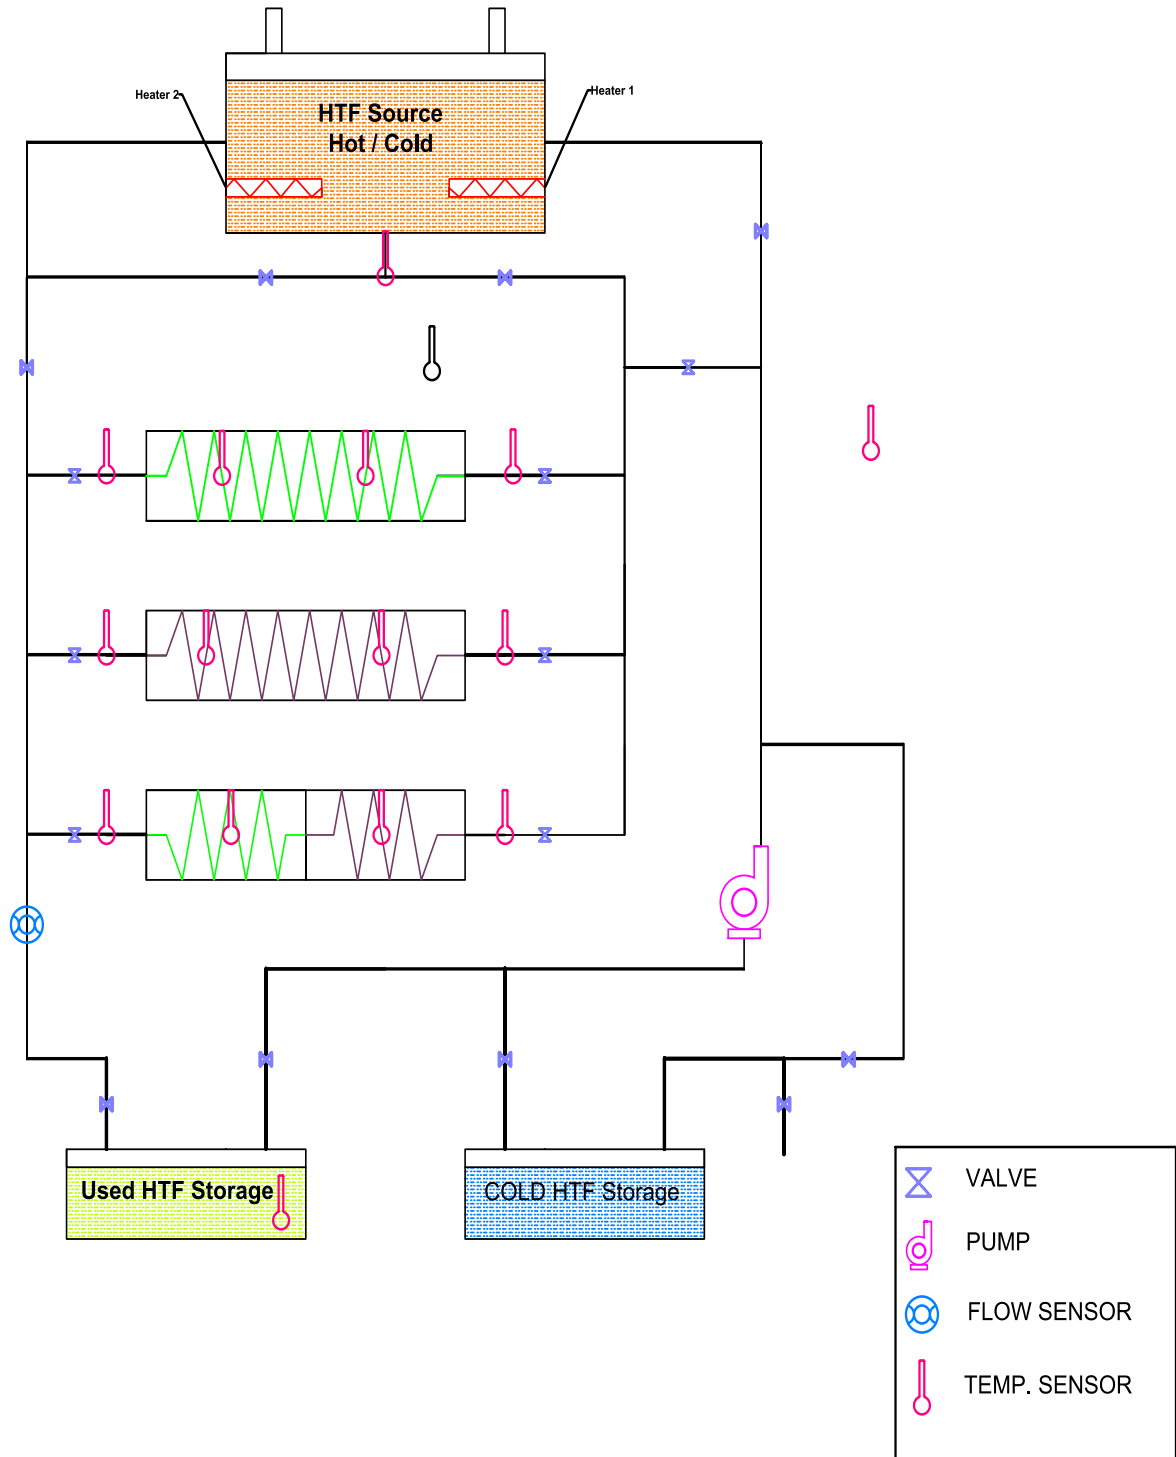 Heater 2
Heater 1
HTF Source
Hot / Cold
Used HTF Storage
COLD HTF Storage
VALVE
PUMP
FLOW SENSOR
TEMP. SENSOR